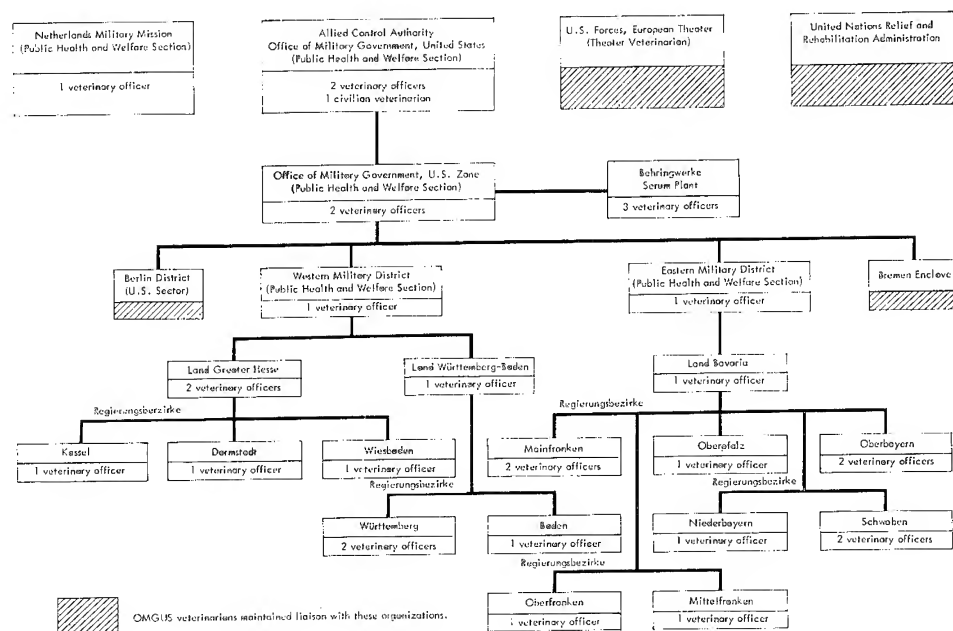 Netherlands Military Mission
(Public Health and Welfare Section)
1 veterinary officer
Allied Control Authority
Office of Military Government, United States
(Public Health and Welfare Section)
2 veterinary officers
1 civilian veterinarian
U.S. Forces, European Theater
(Theater Veterinarian)
United Nations Relief and
Rehabilitation Administration
Office of Military Government, U.S. Zone
(Public Health and Welfare Section)
2 veterinary officers
Behringwerke
Serum Plant
3 veterinary officers
Berlin District
(U.S. Sector)
Western Military District
(Public Health and Welfare Section)
1 veterinary officer
Eastern Military District
(Public Health and Welfare Section)
1 veterinary officer
Bremen Enclave
Land Greater Hesse
2 veterinary officers
Land Württemberg-Baden
1 veterinary officer
Land Bavaria
1 veterinary officer
Regierungsberzirke
Kassel
1 veterinary officer
Darmstadt
1 veterinary officer
Wiesbaden
1 veterinary officer
Regierungsbezirke
Mainfranken
2 veterinary officers
Oberpfalz
1 veterinary officer
Oberbayern
2 veterinary officers
Regierungsbezirke
Württemberg
2 veterinary officers
Baden
1 veterinary officer
Regierungsbezirke
Niederbayern
1 veterinary officer
Schwaben
2 veterinary officers
Regierungsbezirke
Oberfranken
1 veterinary officer
Mittelfranken
1 veterinary officer
OMGUS veterinarians maintained liaison with these organizations.